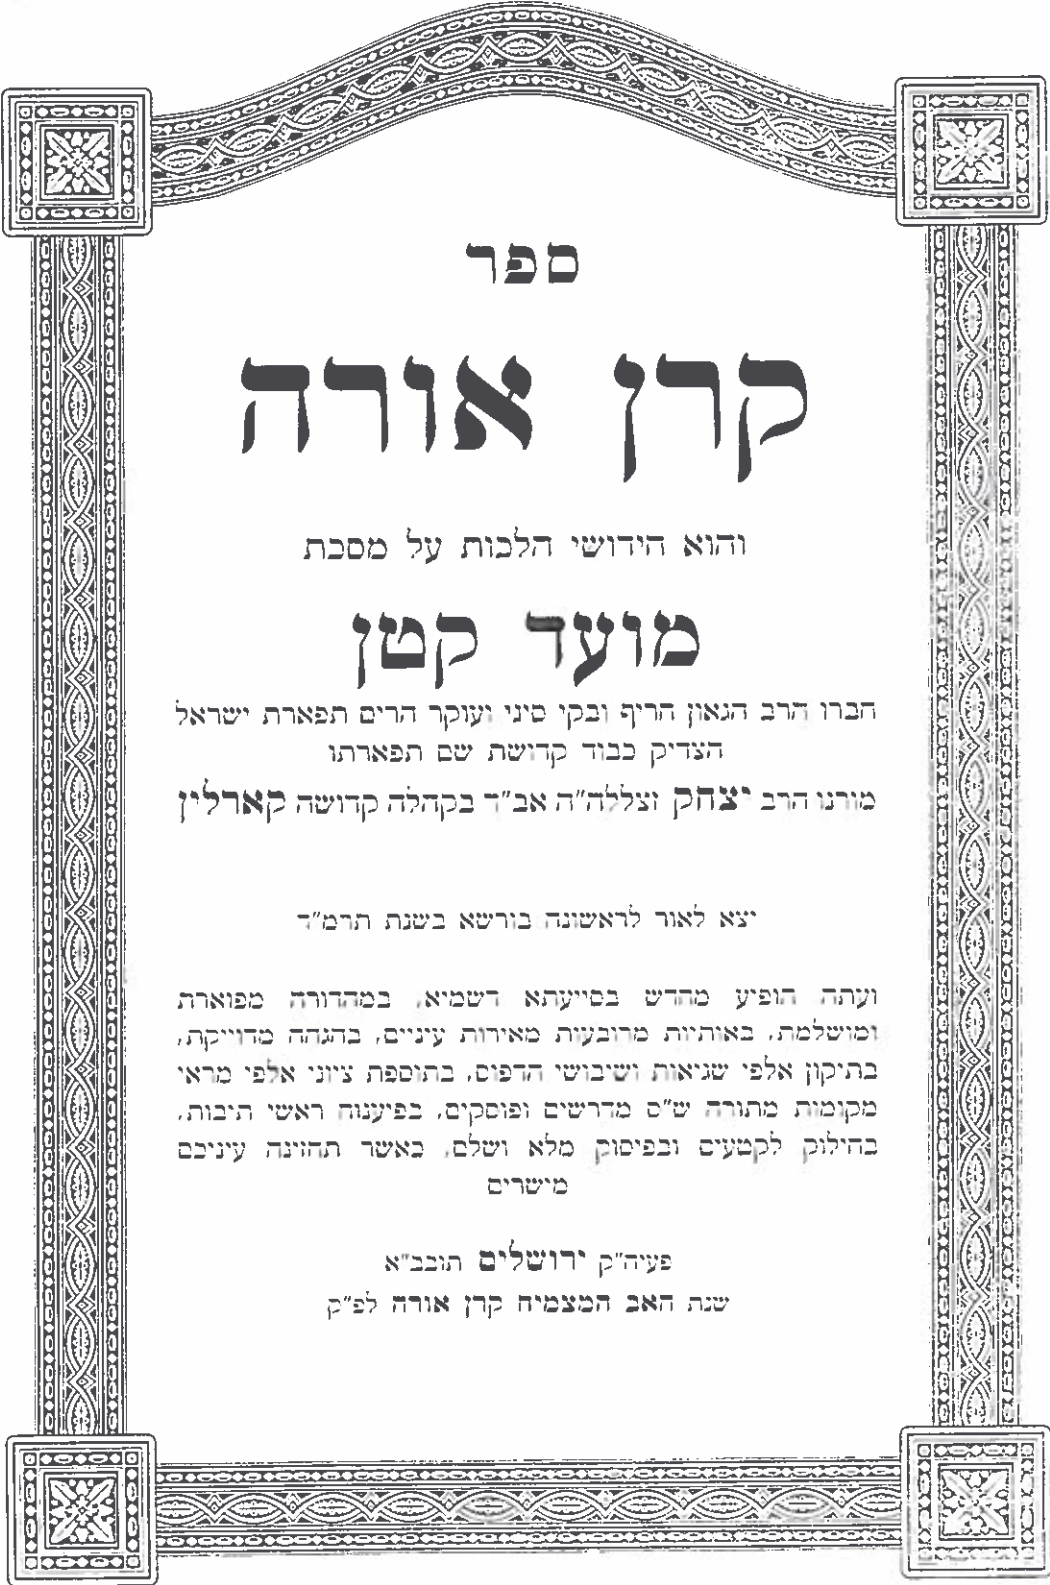 ספר
קרן אורה
והוא חידושי הלכות על מסכת
מועד קטן
חברו הרב הגאון חריף ובקי סיני ועוקר הרים תפארת ישראל
הצדיק כבוד קדושת שם תפארתו
מורנו הרב יצחק זצללה"ה אב"ד בקהלה קדושה קארלין
יצא לאור לראשונה בורשא בשנת תרמ"ד
ועתה הופיע מחדש בסייעתא דשמיא, במהדורה מפוארת
ומושלמת, באותיות מרובעות מאירות עיניים, בהגהה מדוייקת,
בתיקון אלפי שגיאות ושיבושי הדפוס, בתוספת ציוני אלפי מראי
מקומות מתורה ש"ס מדרשים ופוסקים, בפיענוח ראשי תיבות,
בחילוק לקטעים ובפיסוק מלא ושלם, באשר תחזינה עיניכם
מישרים
פעיה"ק ירושלים תובב"א
שנת האב המצמיח קרן אורה לפ"ק